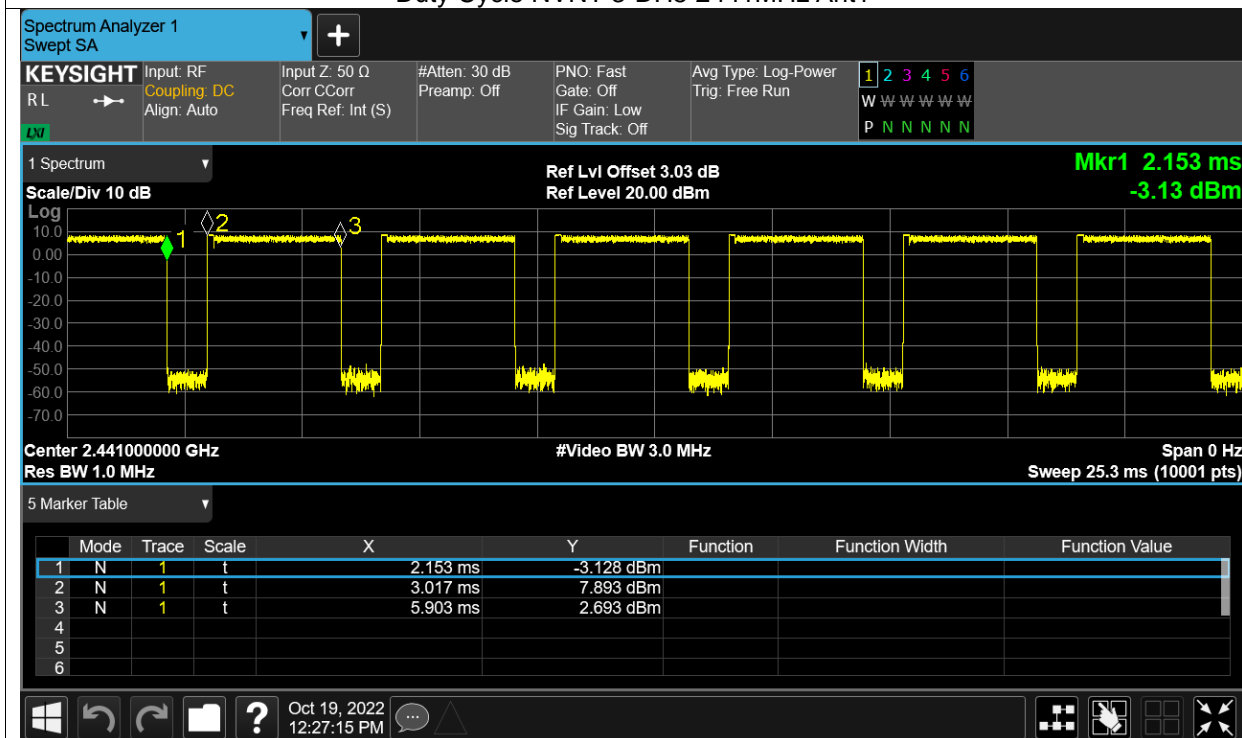 Spectrum Analyzer 1
Swept SA
+
KEYSIGHT Input: RF Input Z: 50 Ω #Atten: 30 dB PNO: Fast Avg Type: Log-Power 1 2 3 4 5 6
RL Coupling: DC Corr CCorr Preamp: Off Gate: Off Trig: Free Run W W W W W W
Align: Auto Freq Ref: Int (S) IF Gain: Low
LXI Sig Track: Off P N N N N N
1 Spectrum Ref Lvl Offset 3.03 dB Mkr1 2.153 ms
Scale/Div 10 dB Ref Level 20.00 dBm -3.13 dBm
Log
10.0
0.00
-10.0
-20.0
-30.0
-40.0
-50.0
-60.0
-70.0
1 2 3
Center 2.441000000 GHz #Video BW 3.0 MHz Span 0 Hz
Res BW 1.0 MHz Sweep 25.3 ms (10001 pts)
5 Marker Table
Mode Trace Scale X Y Function Function Width Function Value
1 N 1 t 2.153 ms -3.128 dBm
2 N 1 t 3.017 ms 7.893 dBm
3 N 1 t 5.903 ms 2.693 dBm
4
5
6
? Oct 19, 2022
12:27:15 PM